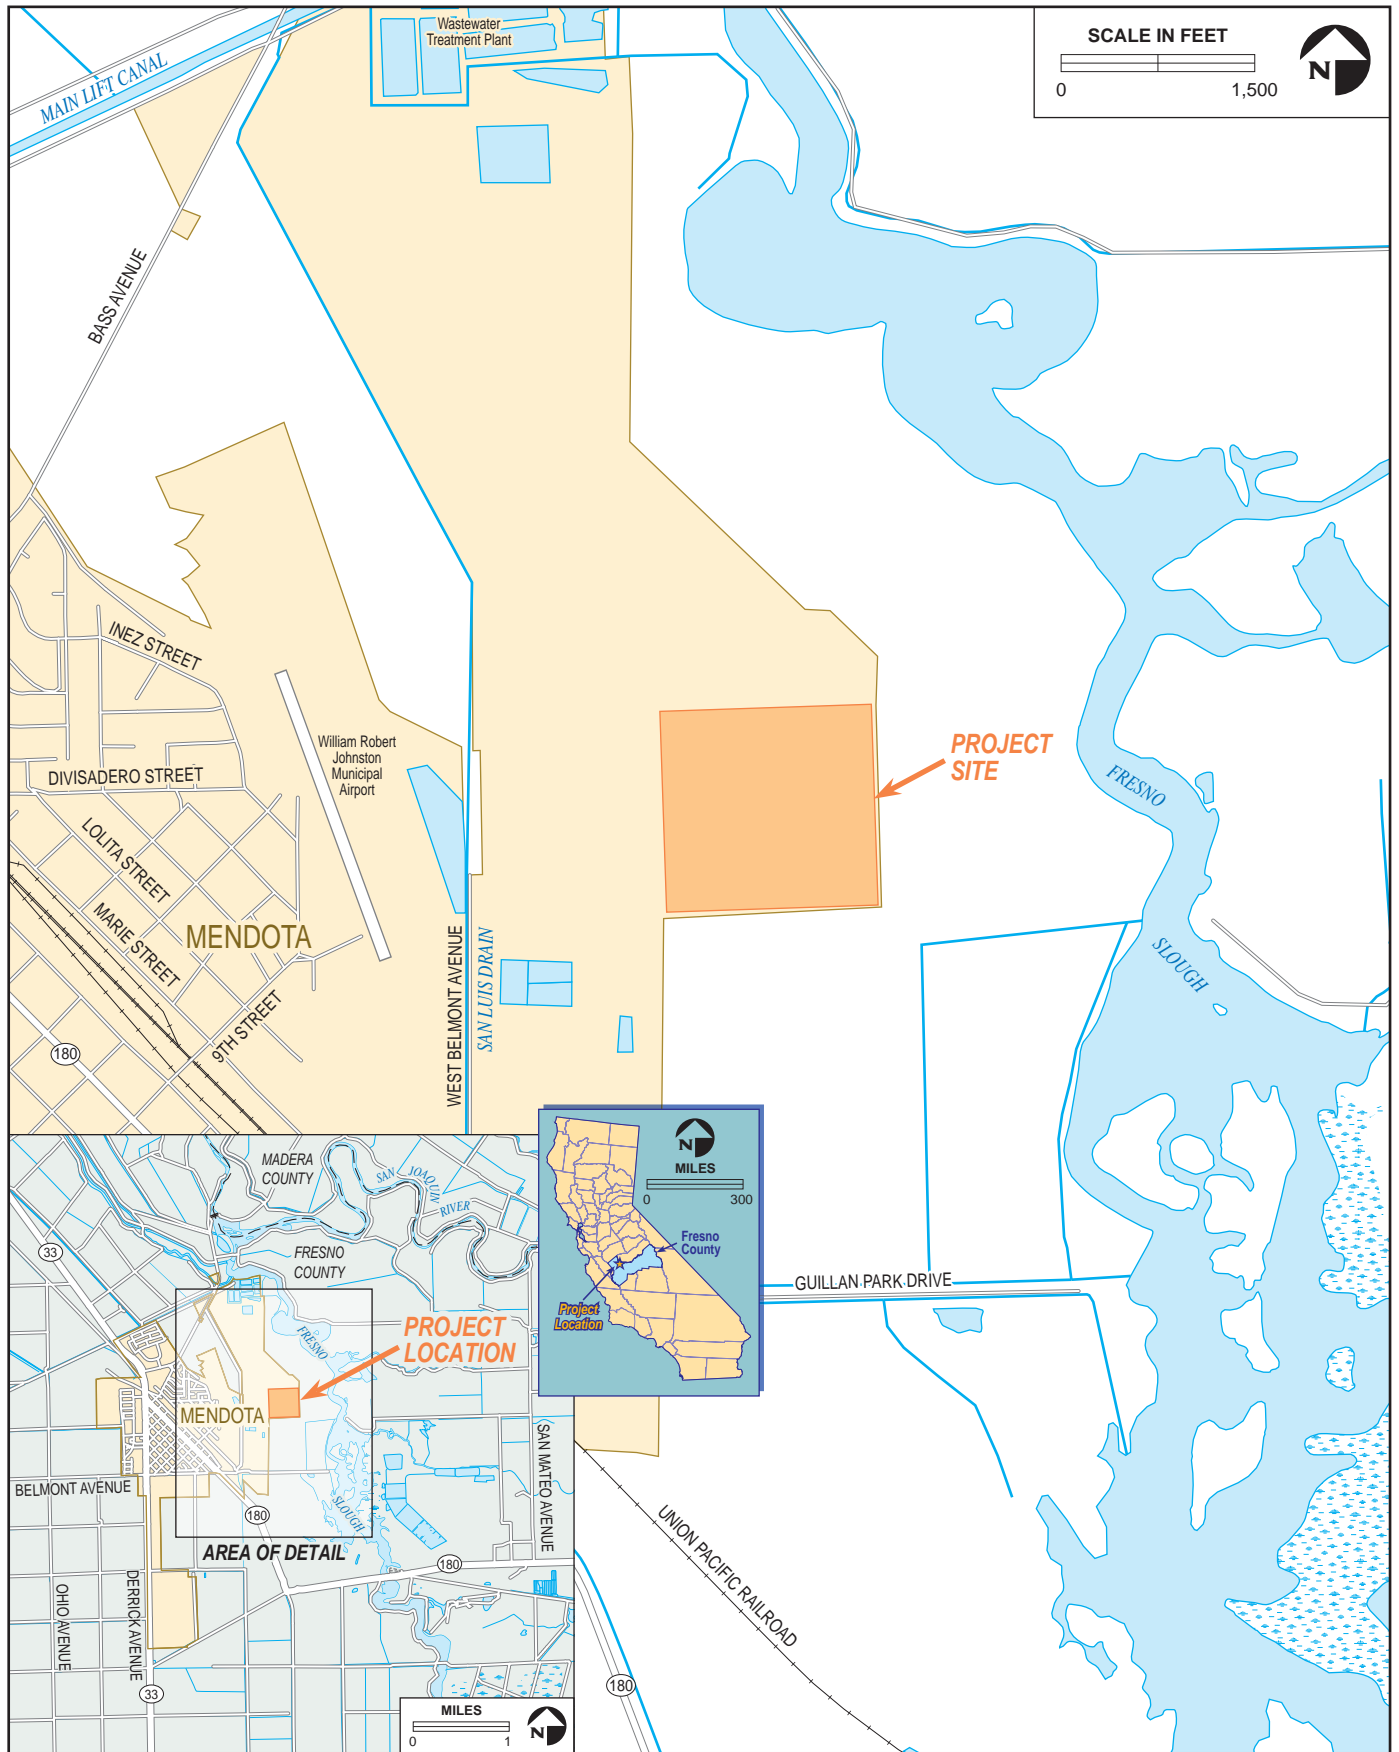 Wastewater
Treatment Plant
SCALE IN FEET
0 1,500
N
MAIN LIFT CANAL
BASS AVENUE
INEZ STREET
William Robert
Johnston
Municipal
Airport
DIVISADERO STREET
LOLITA STREET
MARIE STREET
MENDOTA
9TH STREET
180
WEST BELMONT AVENUE
SAN LUIS DRAIN
PROJECT
SITE
FRESNO
SLOUGH
GUILLAN PARK DRIVE
UNION PACIFIC RAILROAD
180
N
MILES
0 300
Fresno
County
Project
Location
MADERA
COUNTY
SAN JOAQUIN
RIVER
33
FRESNO
COUNTY
FRESNO
PROJECT
LOCATION
MENDOTA
SLOUGH
BELMONT AVENUE
180
AREA OF DETAIL
180
SAN MATEO AVENUE
OHIO AVENUE
DERRICK AVENUE
33
MILES
0 1
N